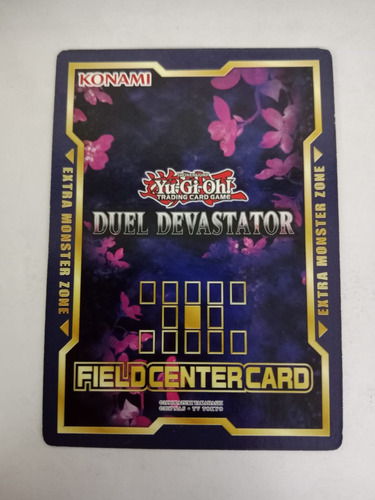 KONAMI
Yu-Gi-Oh!
TRADING CARD GAME
DUEL DEVASTATOR
EXTRA MONSTER ZONE
EXTRA MONSTER ZONE
FIELD CENTER CARD